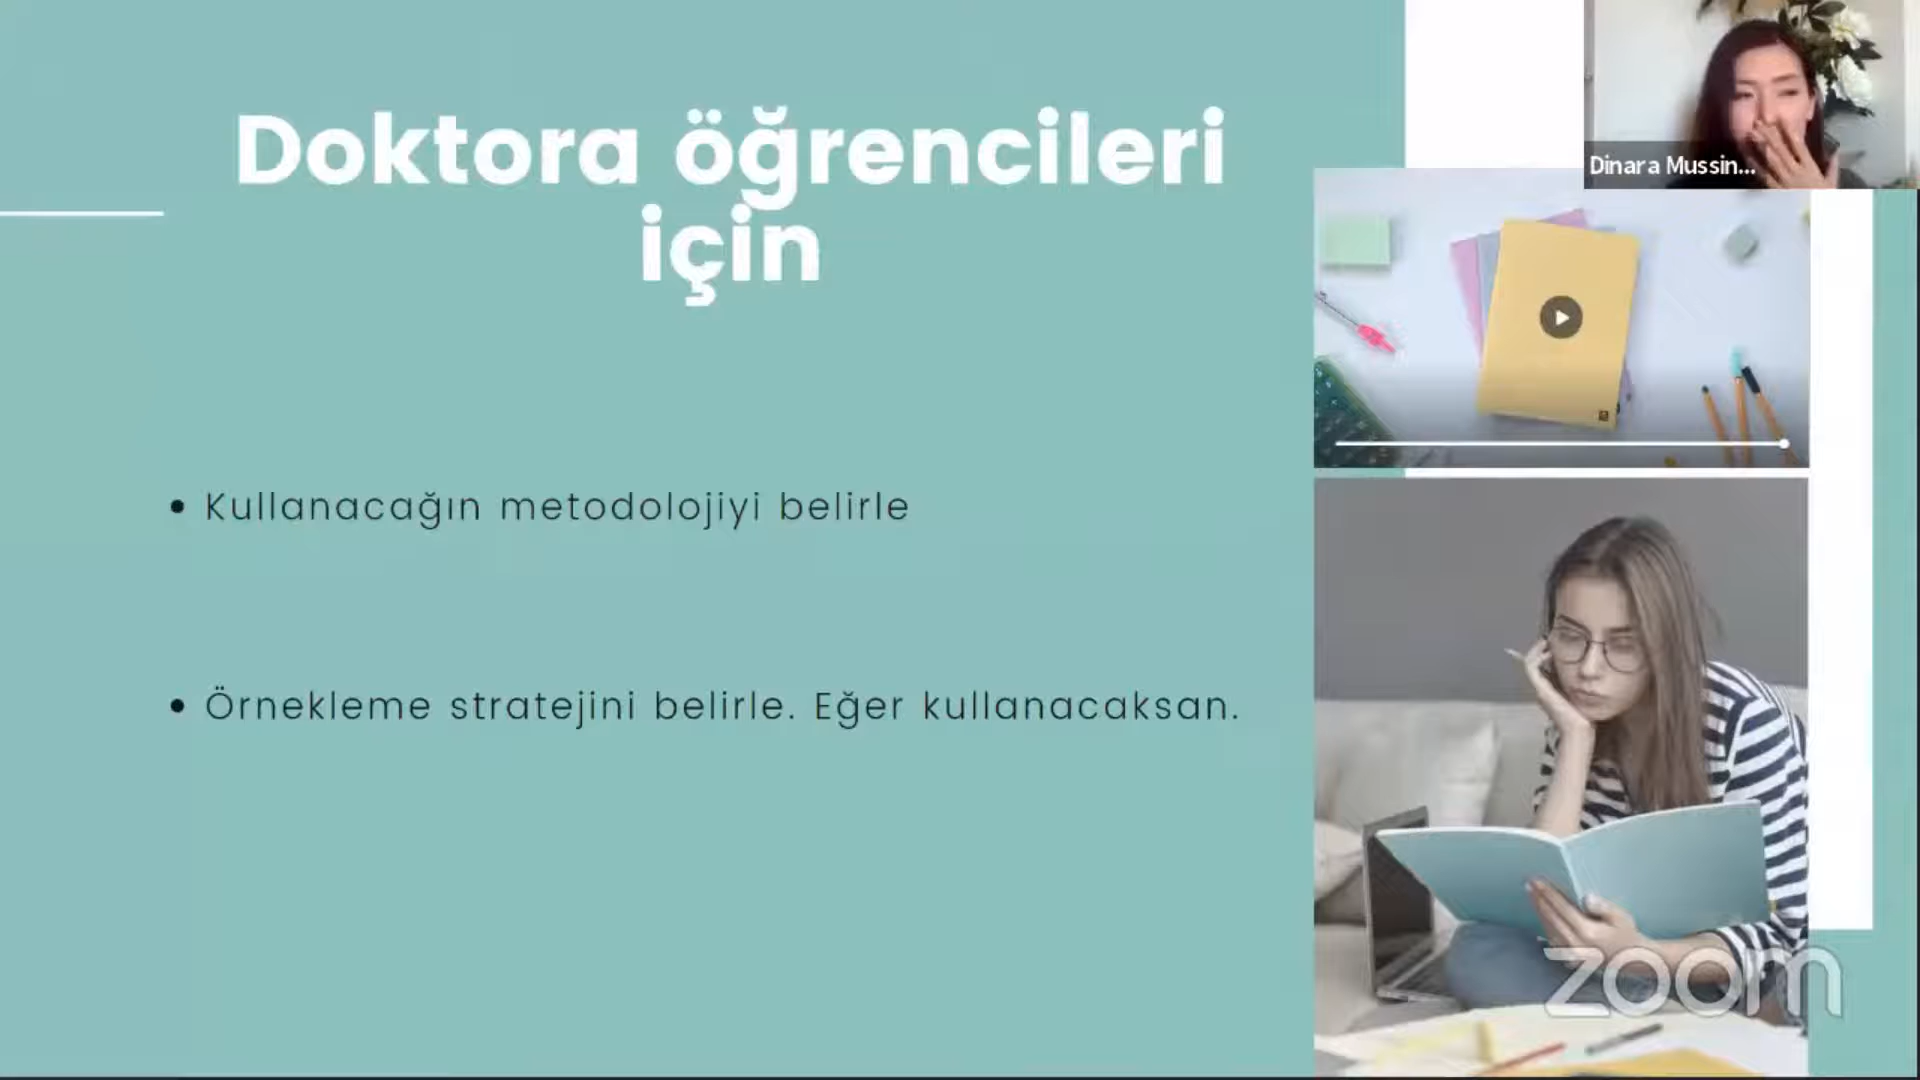 Doktora öğrencileri
için
Dinara Mussin...
• Kullanacağın metodolojiyi belirle
• Örnekleme stratejini belirle. Eğer kullanacaksan.
zoom